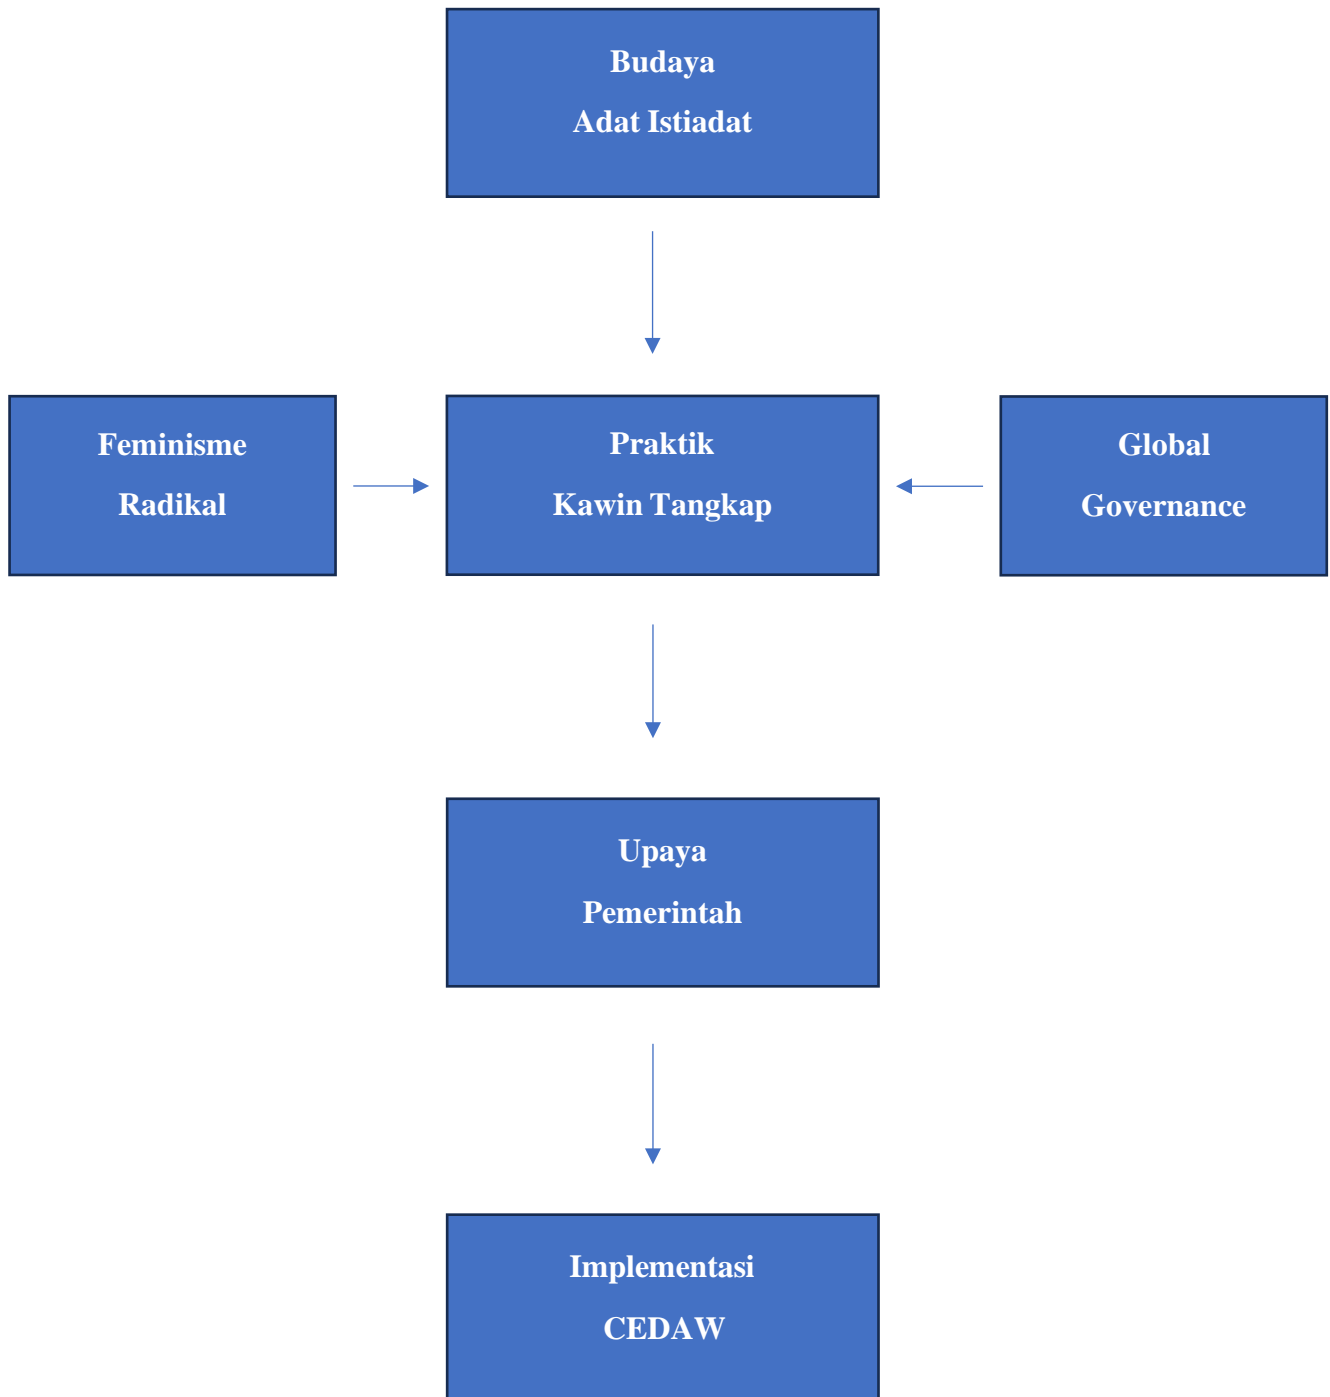 Budaya
Adat Istiadat
Feminisme
Radikal
Praktik
Kawin Tangkap
Global
Governance
Upaya
Pemerintah
Implementasi
CEDAW